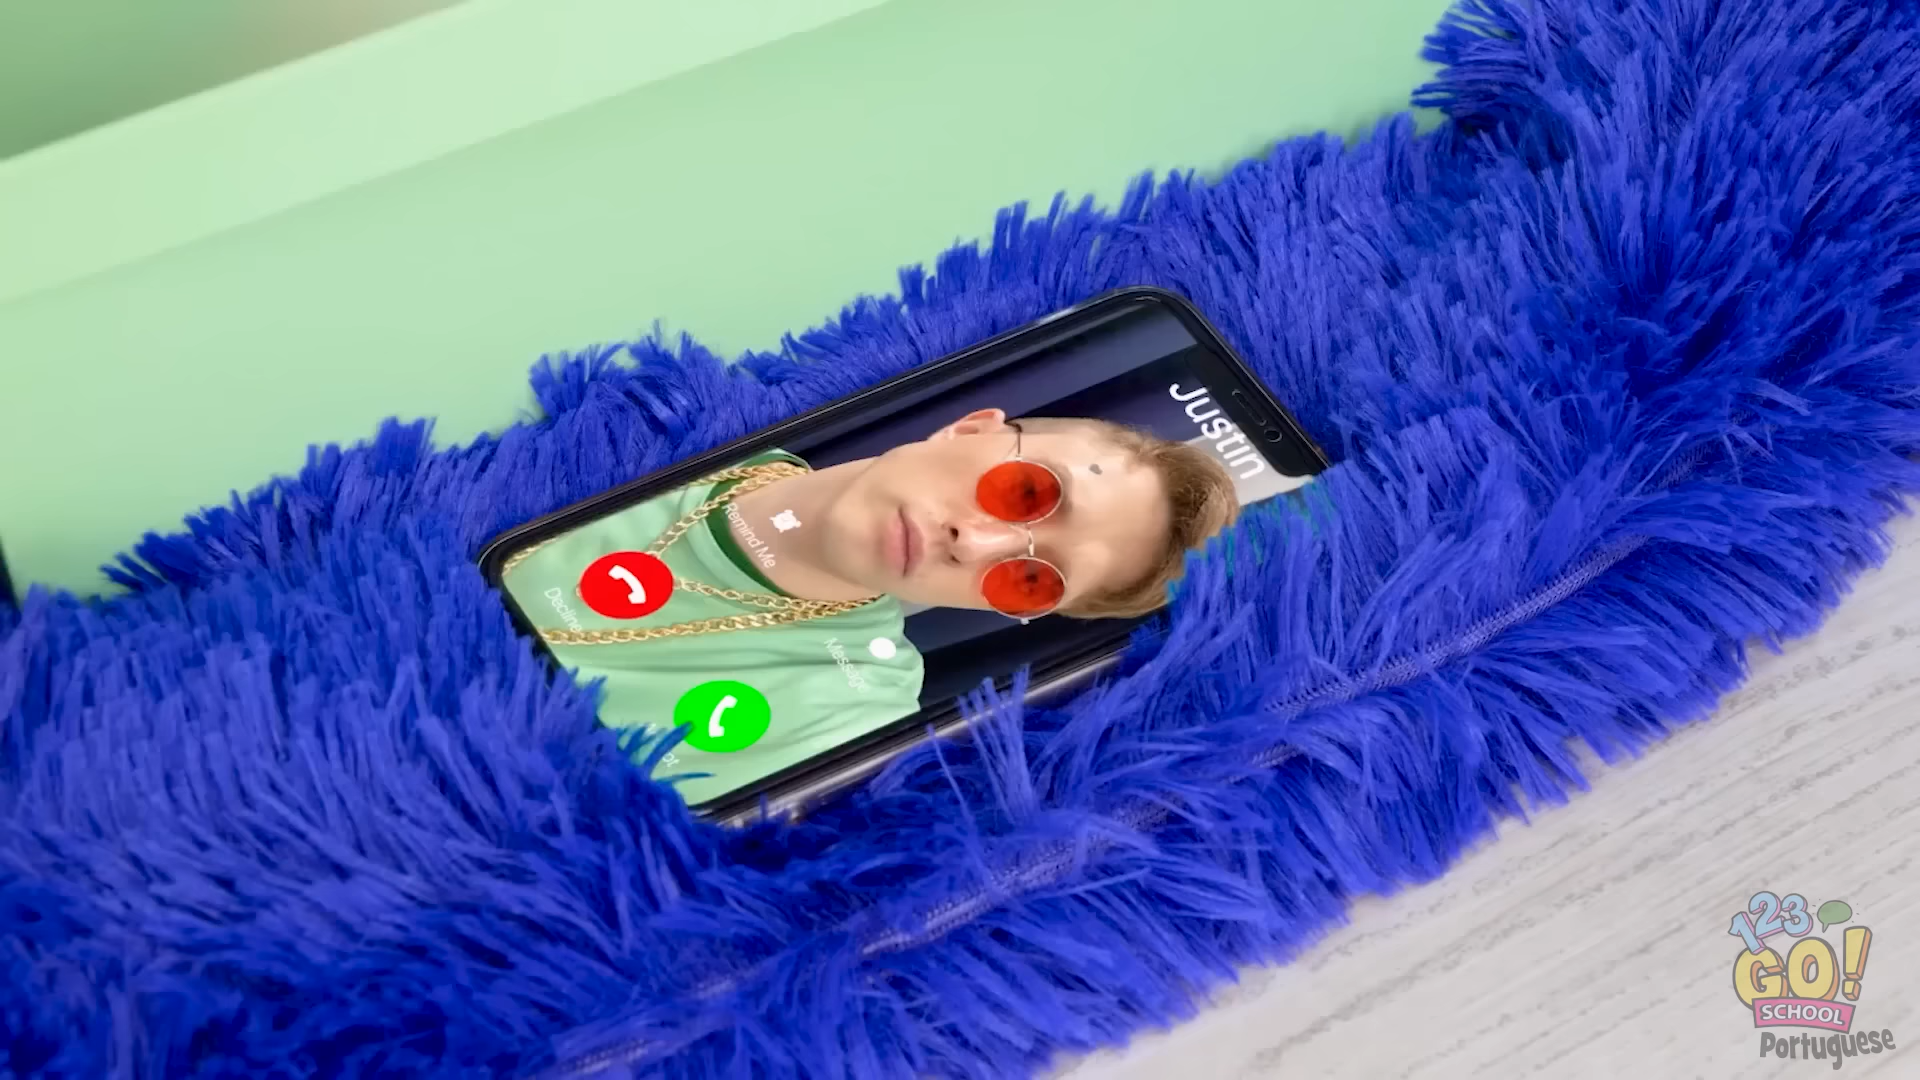 Justin
Remind Me
Message
Decline
123
GO!
SCHOOL
Portuguese